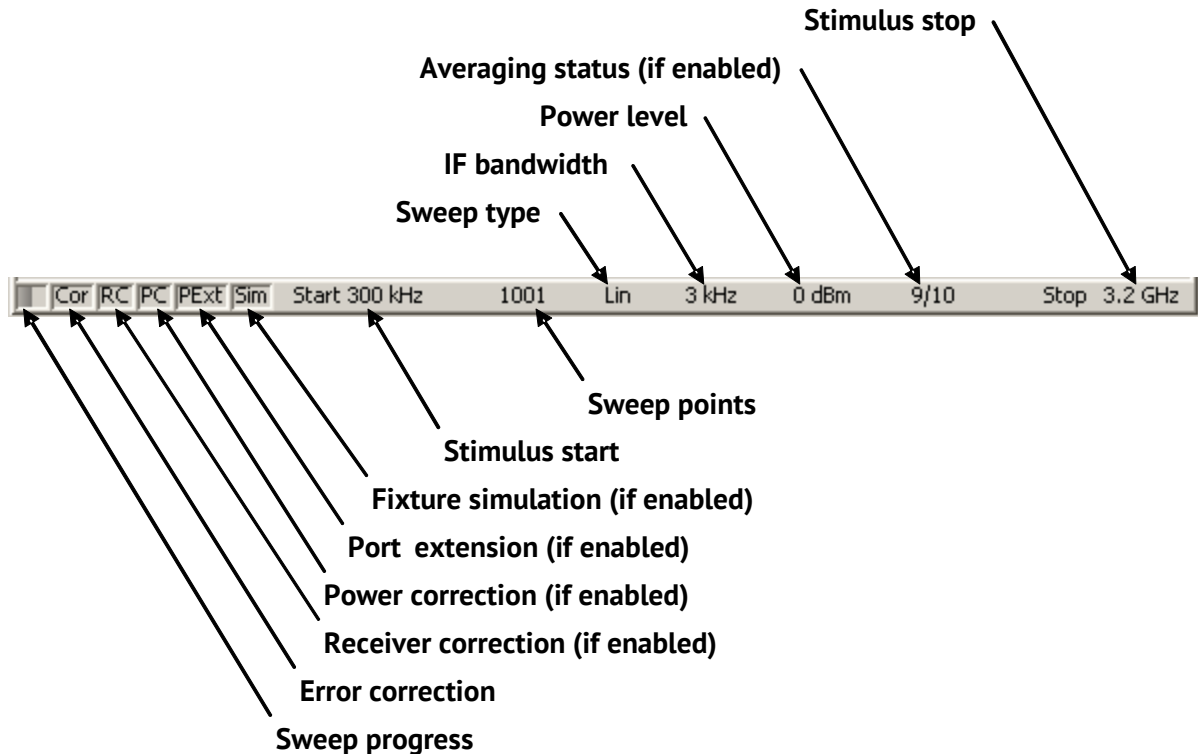 Stimulus stop
Averaging status (if enabled)
Power level
IF bandwidth
Sweep type
Cor RC PC PExt Sim Start 300 kHz 1001 Lin 3 kHz 0 dBm 9/10 Stop 3.2 GHz
Sweep points
Stimulus start
Fixture simulation (if enabled)
Port extension (if enabled)
Power correction (if enabled)
Receiver correction (if enabled)
Error correction
Sweep progress